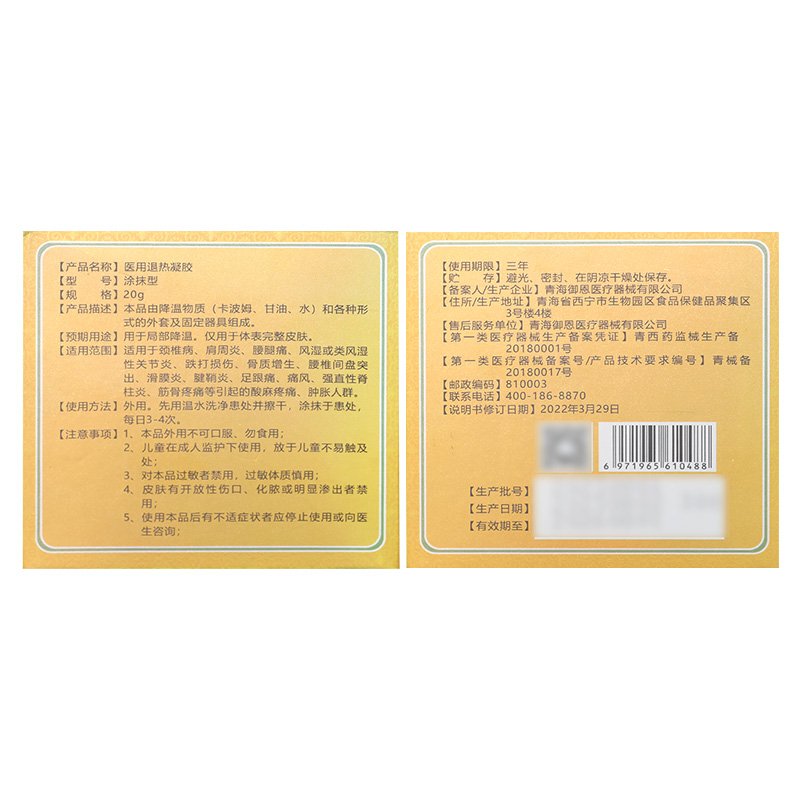 【产品名称】医用退热凝胶
【型 号】涂抹型
【规 格】20g
【产品描述】本品由降温物质（卡波姆、甘油、水）和各种形
式的外套及固定器具组成。
【预期用途】用于局部降温。仅用于体表完整皮肤。
【适用范围】适用于颈椎病、肩周炎、腰腿痛、风湿或类风湿
性关节炎、跌打损伤、骨质增生、腰椎间盘突
出、滑膜炎、腱鞘炎、足跟痛、痛风、强直性脊
柱炎、筋骨疼痛等引起的酸麻疼痛、肿胀人群。
【使用方法】外用。先用温水洗净患处并擦干，涂抹于患处，
每日3-4次。
【注意事项】1、本品外用不可口服、勿食用；
2、儿童在成人监护下使用，放于儿童不易触及
处；
3、对本品过敏者禁用，过敏体质慎用；
4、皮肤有开放性伤口、化脓或明显渗出者禁
用；
5、使用本品后有不适症状者应停止使用或向医
生咨询；
【使用期限】三年
【贮 存】避光、密封、在阴凉干燥处保存。
【备案人/生产企业】青海御恩医疗器械有限公司
【住所/生产地址】青海省西宁市生物园区食品保健品聚集区
3号楼4楼
【售后服务单位】青海御恩医疗器械有限公司
【第一类医疗器械生产备案凭证】青西药监械生产备
20180001号
【第一类医疗器械备案号/产品技术要求编号】青械备
20180017号
【邮政编码】810003
【联系电话】400-186-8870
【说明书修订日期】2022年3月29日
6 971965 610488
【生产批号】
【生产日期】
【有效期至】